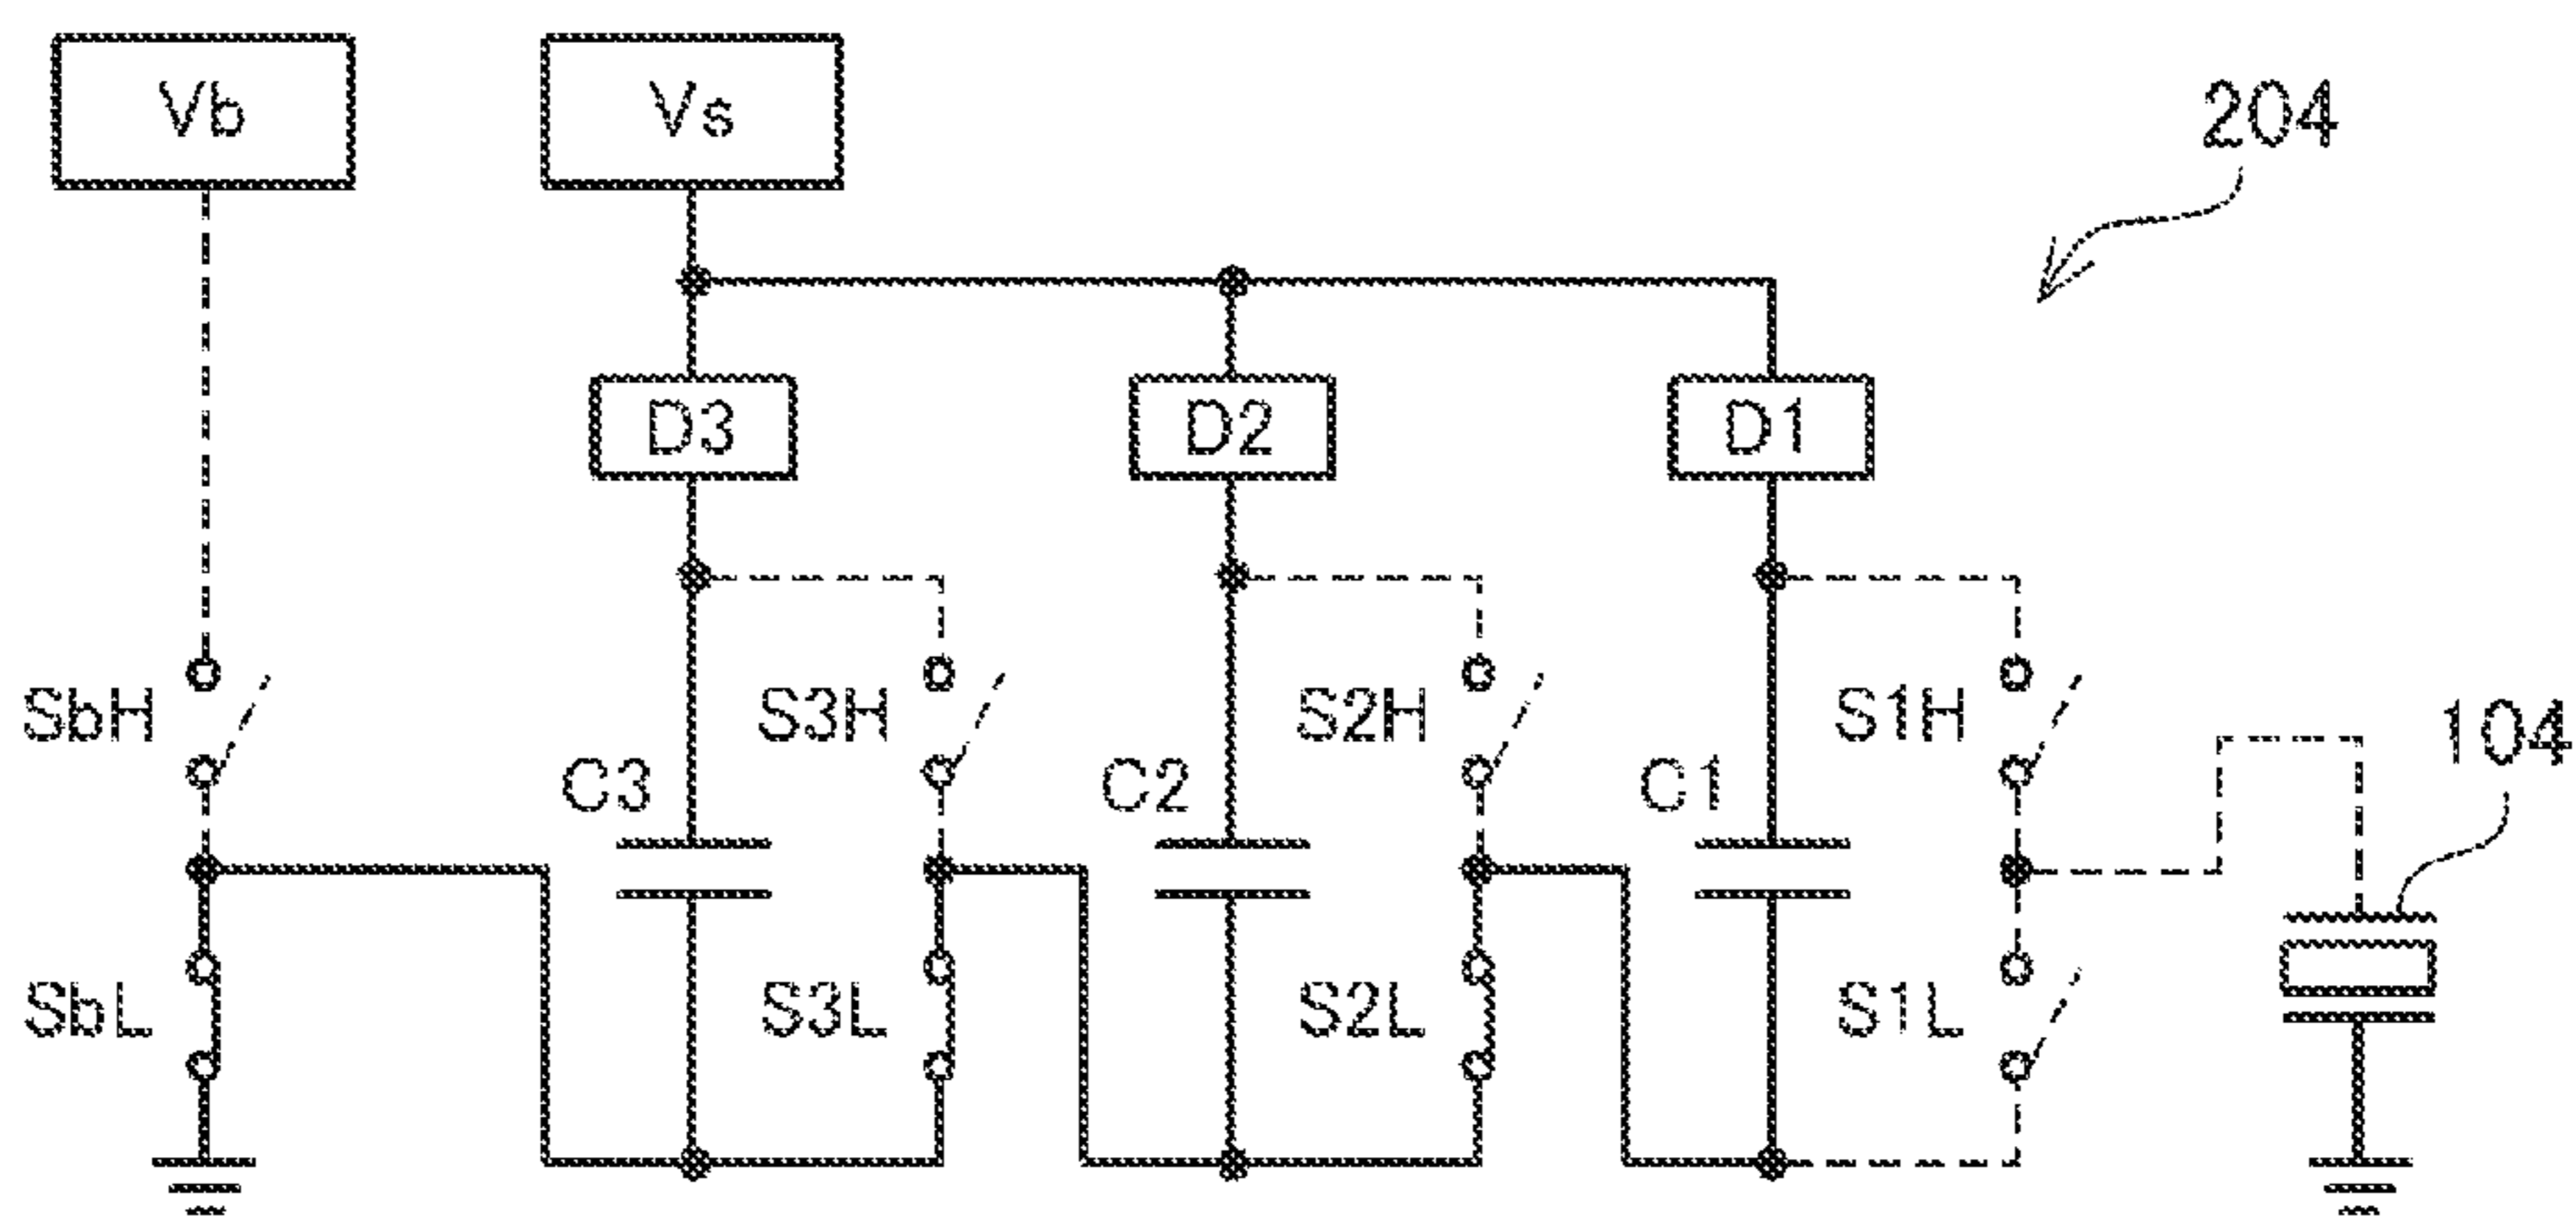 Vb
Vs
204
D3
D2
D1
SbH
S3H
S2H
S1H
104
C3
C2
C1
SbL
S3L
S2L
S1L